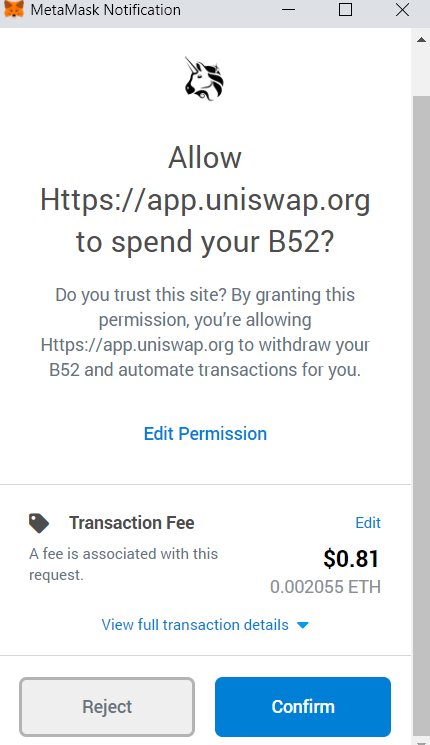 MetaMask Notification
Allow
Https://app.uniswap.org
to spend your B52?
Do you trust this site? By granting this
permission, you’re allowing
Https://app.uniswap.org to withdraw your
B52 and automate transactions for you.
Edit Permission
Transaction Fee
Edit
A fee is associated with this
request.
$0.81
0.002055 ETH
View full transaction details
Reject
Confirm